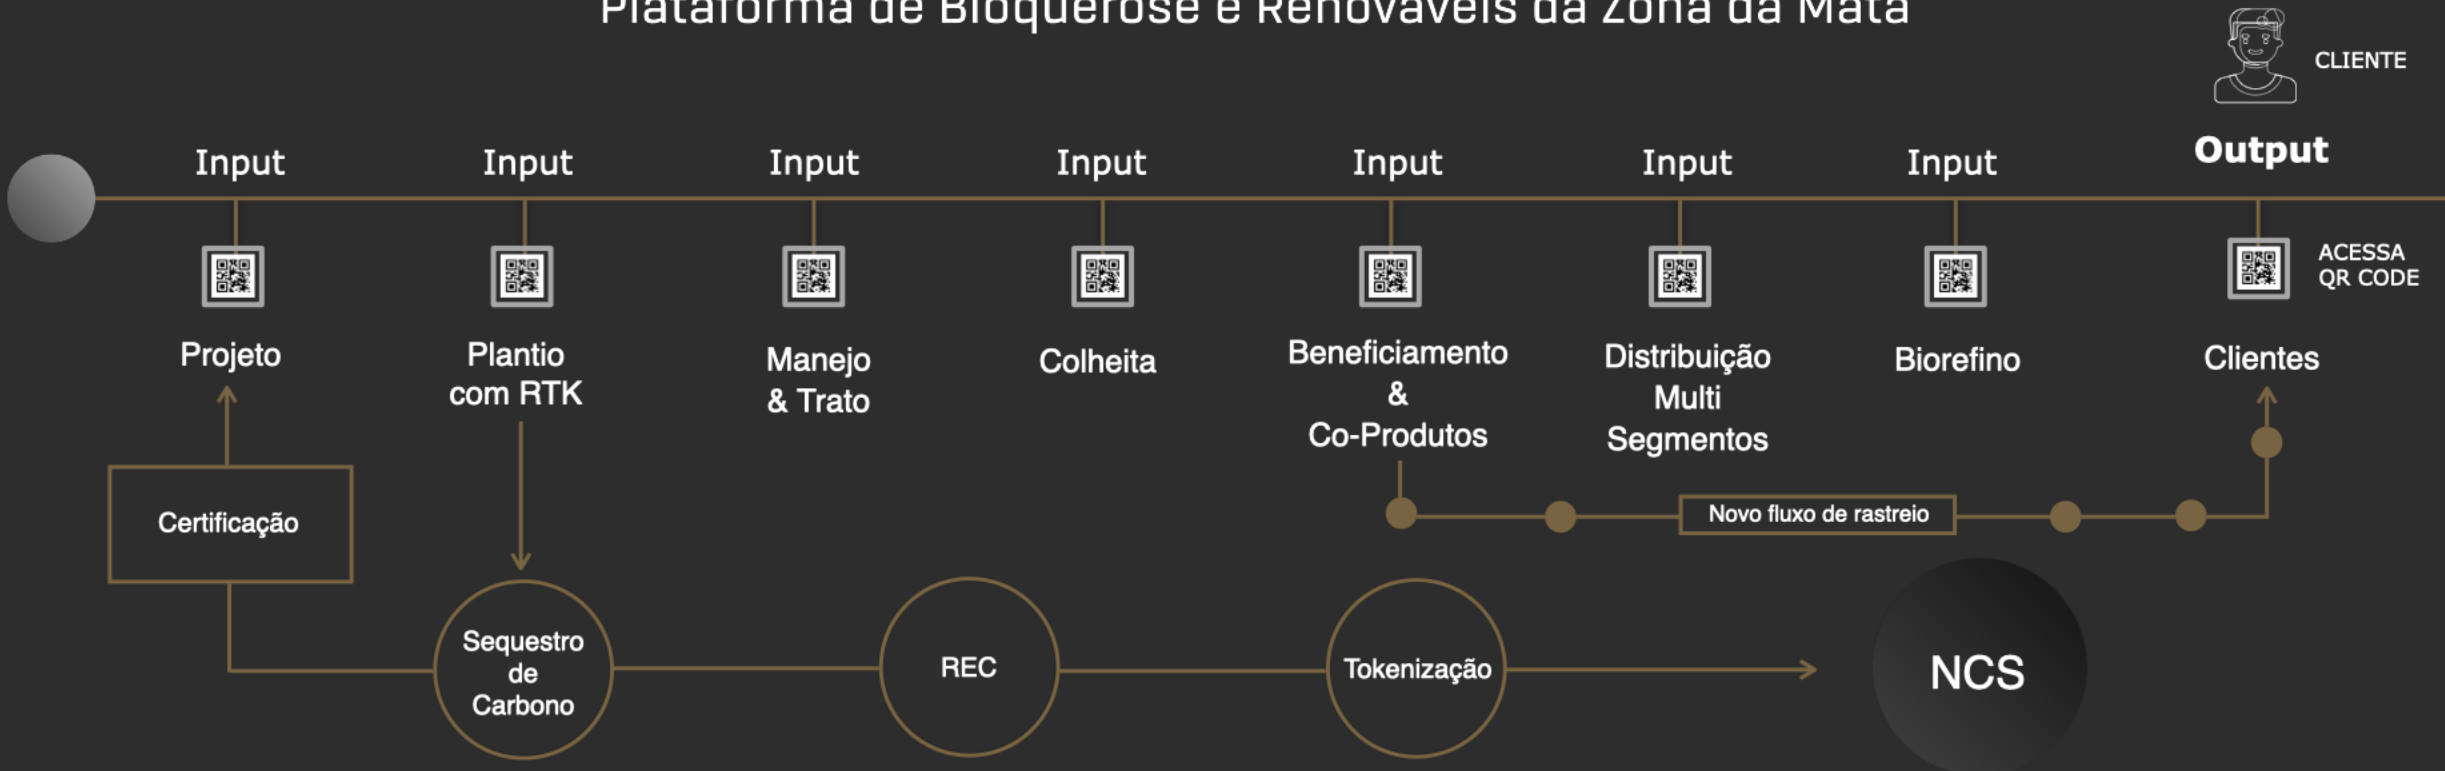 Plataforma de Bioquerose e Renováveis da Zona da Mata
CLIENTE
Input
Input
Input
Input
Input
Input
Input
Output
ACESSA
QR CODE
Projeto
Plantio
com RTK
Manejo
& Trato
Colheita
Beneficiamento
&
Co-Produtos
Distribuição
Multi
Segmentos
Biorefino
Clientes
Certificação
Novo fluxo de rastreio
Sequestro
de
Carbono
REC
Tokenização
NCS